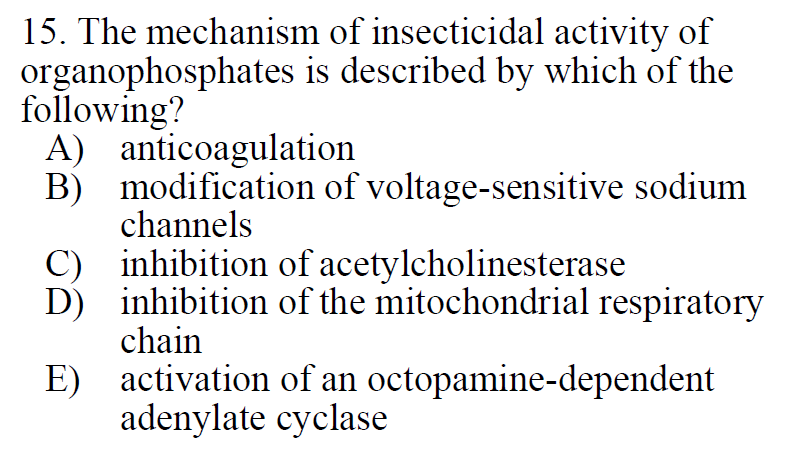 15. The mechanism of insecticidal activity of
organophosphates is described by which of the
following?
A) anticoagulation
B) modification of voltage-sensitive sodium
channels
C) inhibition of acetylcholinesterase
D) inhibition of the mitochondrial respiratory
chain
E) activation of an octopamine-dependent
adenylate cyclase